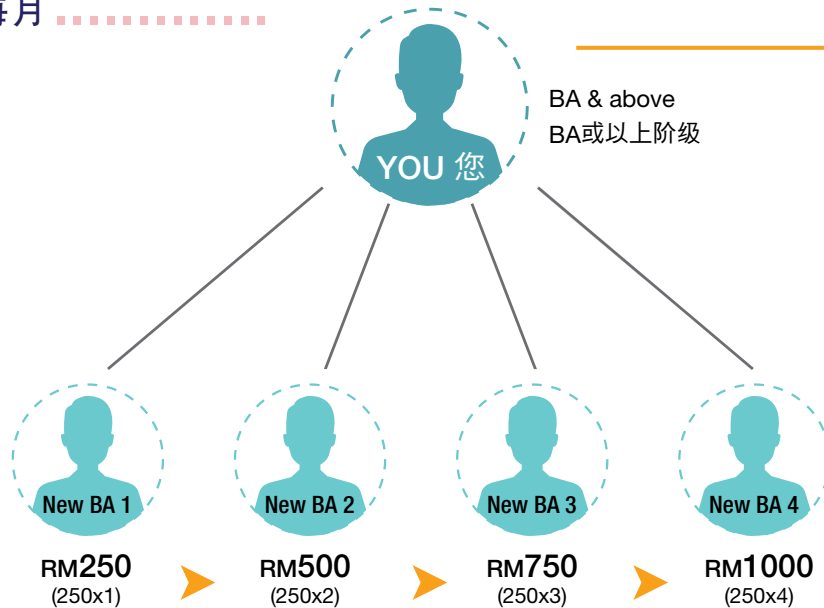 每月
BA & above
BA或以上阶级
YOU 您
New BA 1
New BA 2
New BA 3
New BA 4
RM250
RM500
RM750
RM1000
(250x1)
(250x2)
(250x3)
(250x4)